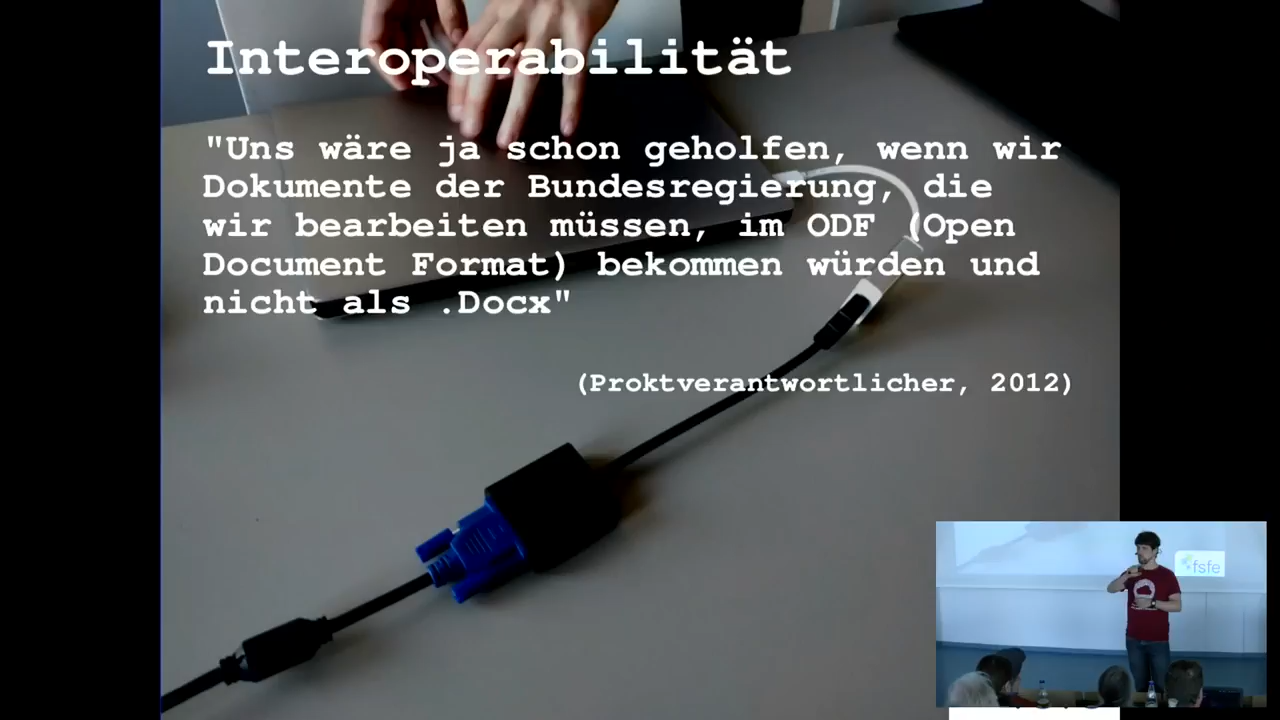 Interoperabilität
"Uns wäre ja schon geholfen, wenn wir
Dokumente der Bundesregierung, die
wir bearbeiten müssen, im ODF (Open
Document Format) bekommen würden und
nicht als .Docx"
(Proktverantwortlicher, 2012)
fsfe